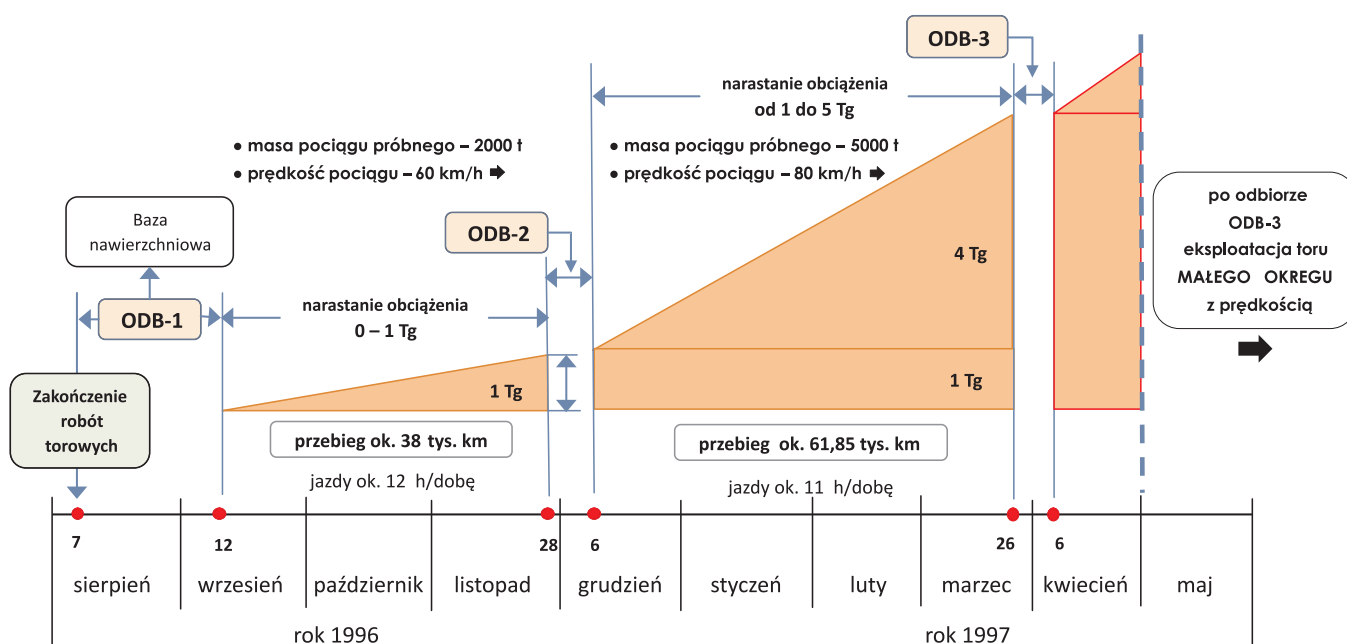 ODB-3
narastanie obciążenia
od 1 do 5 Tg
● masa pociągu próbnego – 2000 t
● prędkość pociągu – 60 km/h ➡
● masa pociągu próbnego – 5000 t
● prędkość pociągu – 80 km/h ➡
Baza
nawierzchniowa
ODB-1
ODB-2
narastanie obciążenia
0 – 1 Tg
4 Tg
po odbiorze
ODB-3
eksploatacja toru
MAŁEGO OKREGU
z prędkością
Zakończenie
robót
torowych
1 Tg
1 Tg
przebieg ok. 38 tys. km
przebieg ok. 61,85 tys. km
jazdy ok. 12 h/dobę
jazdy ok. 11 h/dobę
7 12 28 6 26 6
sierpień wrzesień październik listopad grudzień styczeń luty marzec kwiecień maj
rok 1996 rok 1997